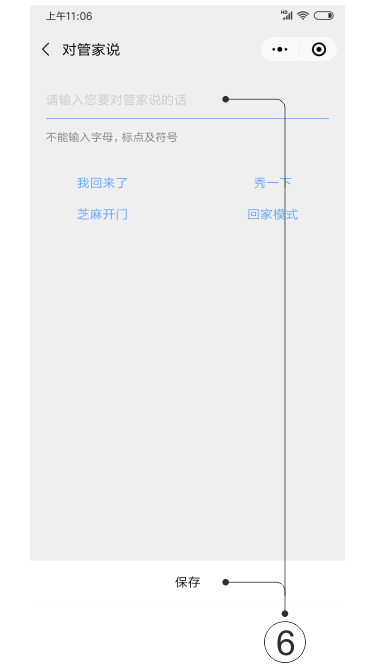 上午11:06
HD
对管家说
请输入您要对管家说的话
不能输入字母，标点及符号
我回来了 秀一下
芝麻开门 回家模式
保存
6